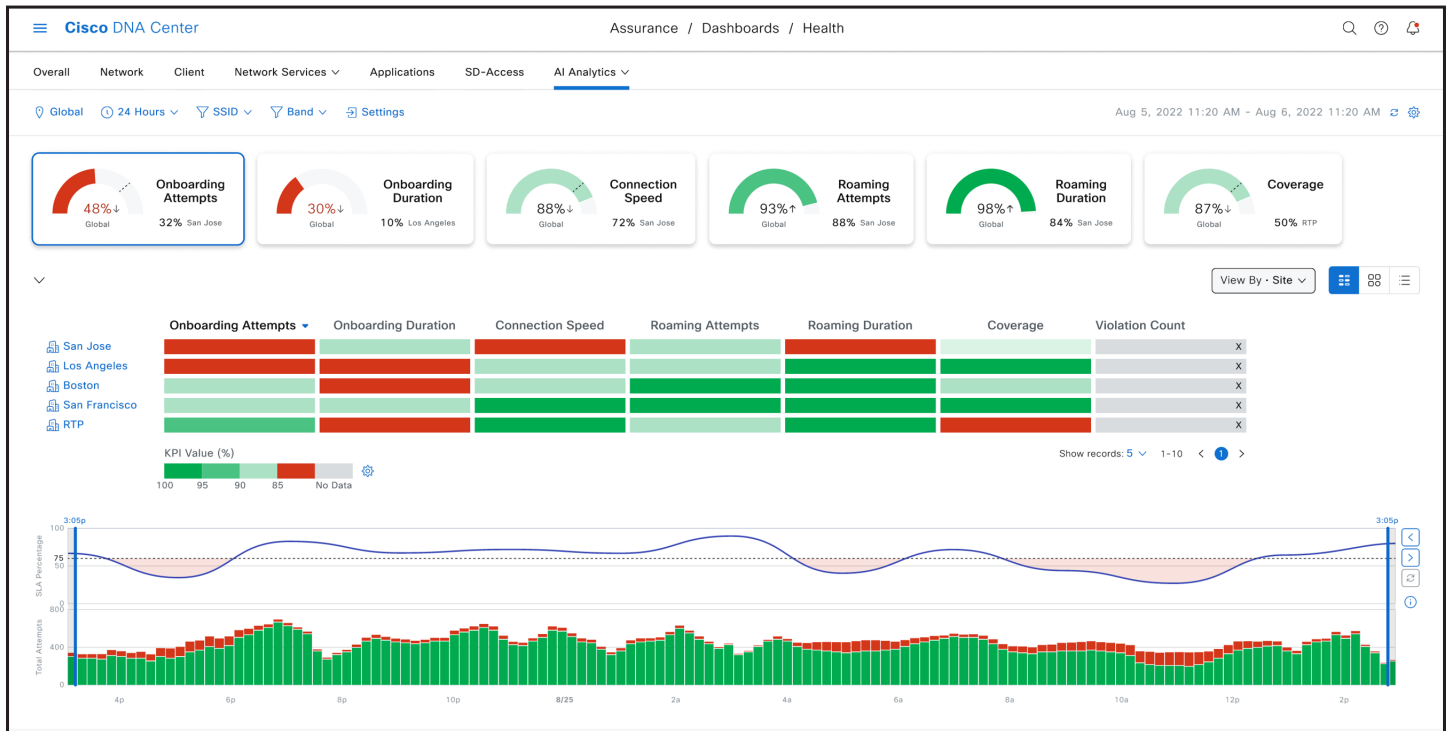 Cisco DNA Center
Assurance / Dashboards / Health
Overall Network Client Network Services Applications SD-Access AI Analytics
Global 24 Hours SSID Band Settings
Aug 5, 2022 11:20 AM - Aug 6, 2022 11:20 AM
48%↓
Global
Onboarding
Attempts
32% San Jose
30%↓
Global
Onboarding
Duration
10% Los Angeles
88%↓
Global
Connection
Speed
72% San Jose
93%↑
Global
Roaming
Attempts
88% San Jose
98%↑
Global
Roaming
Duration
84% San Jose
87%↓
Global
Coverage
50% RTP
View By · Site
Onboarding Attempts Onboarding Duration Connection Speed Roaming Attempts Roaming Duration Coverage Violation Count
San Jose X
Los Angeles X
Boston X
San Francisco X
RTP X
KPI Value (%)
100 95 90 85 No Data
Show records: 5 1-10 1
3:05p 3:05p
SLA Percentage
100
75
50
0
Total Attempts
800
400
0
4p 6p 8p 10p 8/25 2a 4a 6a 8a 10a 12p 2p